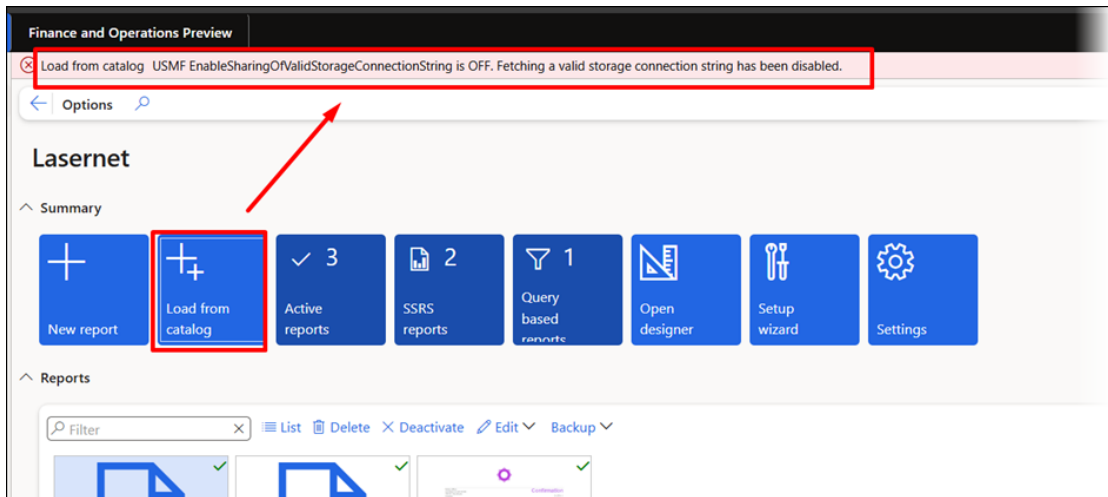 Finance and Operations Preview
Load from catalog USMF EnableSharingOfValidStorageConnectionString is OFF. Fetching a valid storage connection string has been disabled.
Options
Lasernet
Summary
New report
Load from
catalog
3
Active
reports
2
SSRS
reports
1
Query
based
reports
Open
designer
Setup
wizard
Settings
Reports
Filter
List Delete Deactivate Edit Backup
Confirmation